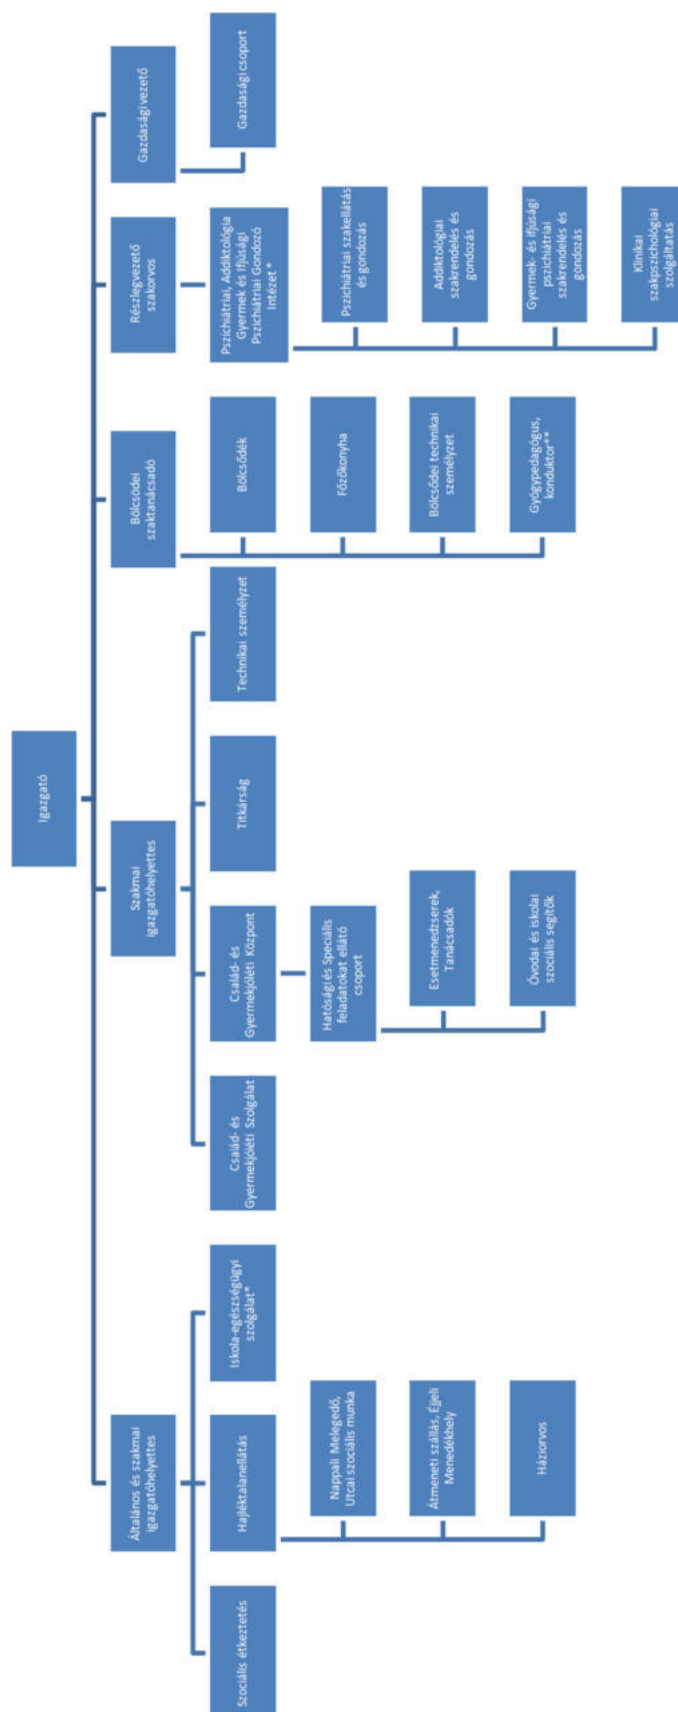 Igazgató
Általános és szakmai
igazgatóhelyettes
Szakmai
igazgatóhelyettes
Bölcsődei
szaktanácsadó
Részlegvezető
szakorvos
Gazdasági vezető
Szociális étkeztetés
Hajléktalanellátás
Iskola-egészségügyi
szolgálat*
Család- és
Gyermekjóléti Szolgálat
Család- és
Gyermekjóléti Központ
Titkárság
Technikai személyzet
Bölcsődék
Pszichiátriai, Addiktológia
Gyermek és Ifjúsági
Pszichiátriai Gondozó
Intézet*
Gazdasági csoport
Nappali Melegedő,
Utcai szociális munka
Hatósági és Speciális
feladatokat ellátó
csoport
Főzőkonyha
Pszichiátriai szakellátás
és gondozás
Átmeneti szállás, Éjjeli
Menedékhely
Esetmenedzserek,
Tanácsadók
Bölcsődei technikai
személyzet
Addiktológiai
szakrendelés és
gondozás
Háziorvos
Óvodai és iskolai
szociális segítők
Gyógypedagógus,
konduktor**
Gyermek- és ifjúsági
pszichiátriai
szakrendelés és
gondozás
Klinikai
szakpszichológiai
szolgáltatás